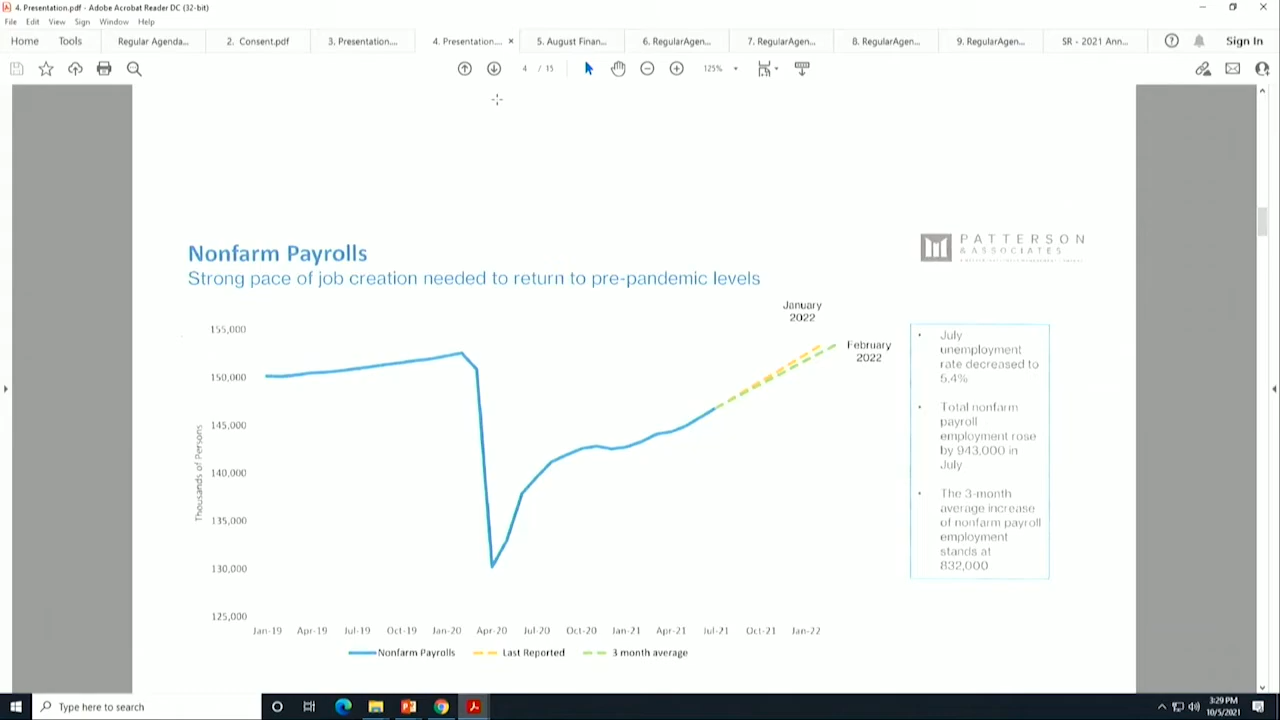 4. Presentation.pdf - Adobe Acrobat Reader DC (32-bit)
File Edit View Sign Window Help
Home Tools Regular Agenda... 2. Consent.pdf 3. Presentation.... 4. Presentation.... × 5. August Finan... 6. RegularAgen... 7. RegularAgen... 8. RegularAgen... 9. RegularAgen... SR - 2021 Ann... Sign In
4 / 15 125%
PATTERSON
& ASSOCIATES
Nonfarm Payrolls
Strong pace of job creation needed to return to pre-pandemic levels
January
2022
February
2022
155,000
150,000
145,000
140,000
135,000
130,000
125,000
Thousands of Persons
Jan-19 Apr-19 Jul-19 Oct-19 Jan-20 Apr-20 Jul-20 Oct-20 Jan-21 Apr-21 Jul-21 Oct-21 Jan-22
Nonfarm Payrolls Last Reported 3 month average
• July
unemployment
rate decreased to
5.4%
• Total nonfarm
payroll
employment rose
by 943,000 in
July
• The 3-month
average increase
of nonfarm payroll
employment
stands at
832,000
Type here to search
3:29 PM
10/5/2021